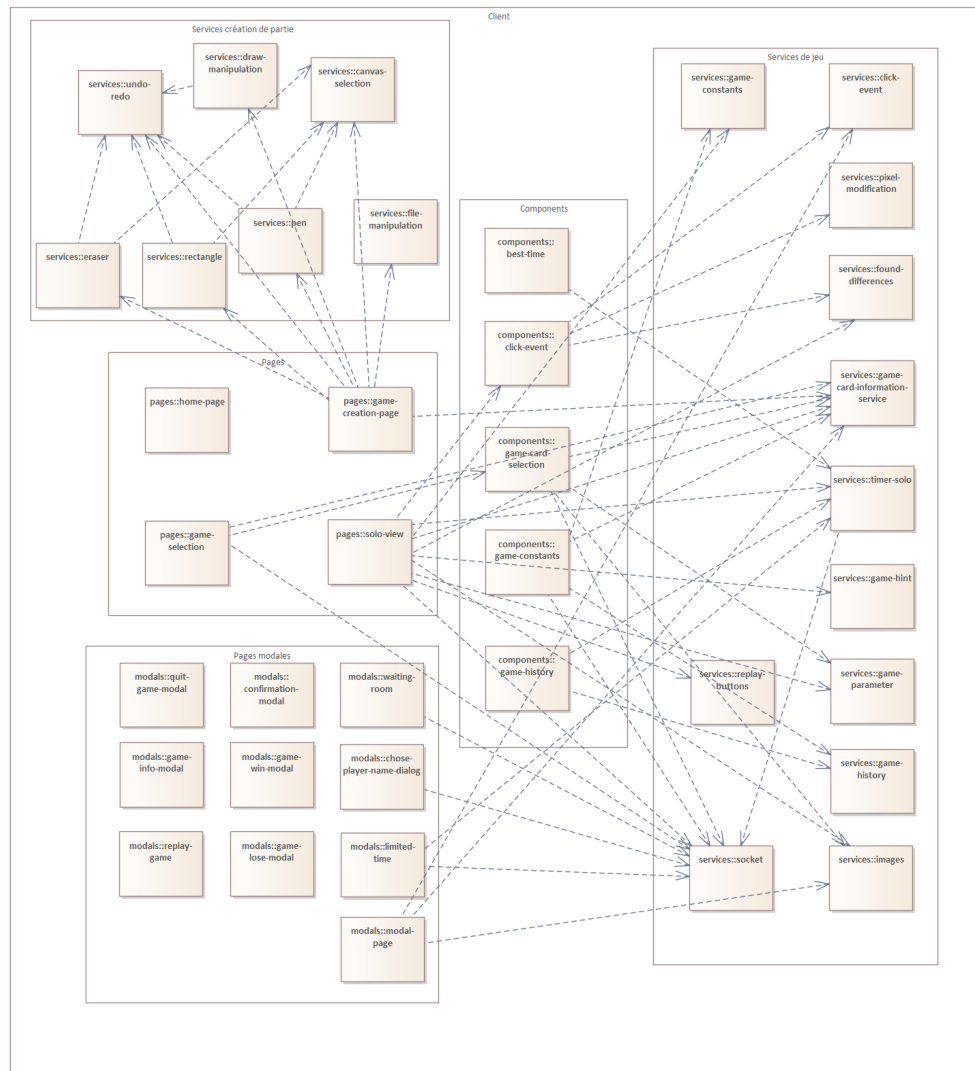 Client
Services création de partie
services::undo-
redo
services::draw-
manipulation
services::canvas-
selection
services::eraser
services::rectangle
services::pen
services::file-
manipulation
Pages
pages::home-page
pages::game-
creation-page
pages::game-
selection
pages::solo-view
Pages modales
modals::quit-
game-modal
modals::
confirmation-
modal
modals::waiting-
room
modals::game-
info-modal
modals::game-
win-modal
modals::chose-
player-name-dialog
modals::replay-
game
modals::game-
lose-modal
modals::limited-
time
modals::modal-
page
Components
components::
best-time
components::
click-event
components::
game-card-
selection
components::
game-constants
components::
game-history
Services de jeu
services::game-
constants
services::click-
event
services::pixel-
modification
services::found-
differences
services::game-
card-information-
service
services::timer-solo
services::game-hint
services::replay-
buttons
services::game-
parameter
services::game-
history
services::socket
services::images